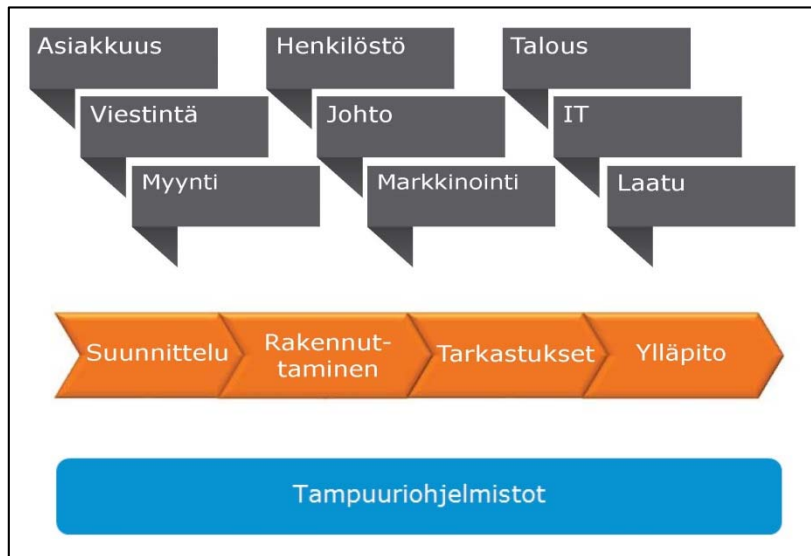 Asiakkuus
Henkilöstö
Talous
Viestintä
Johto
IT
Myynti
Markkinointi
Laatu
Suunnittelu
Rakennut-
taminen
Tarkastukset
Ylläpito
Tampuuriohjelmistot